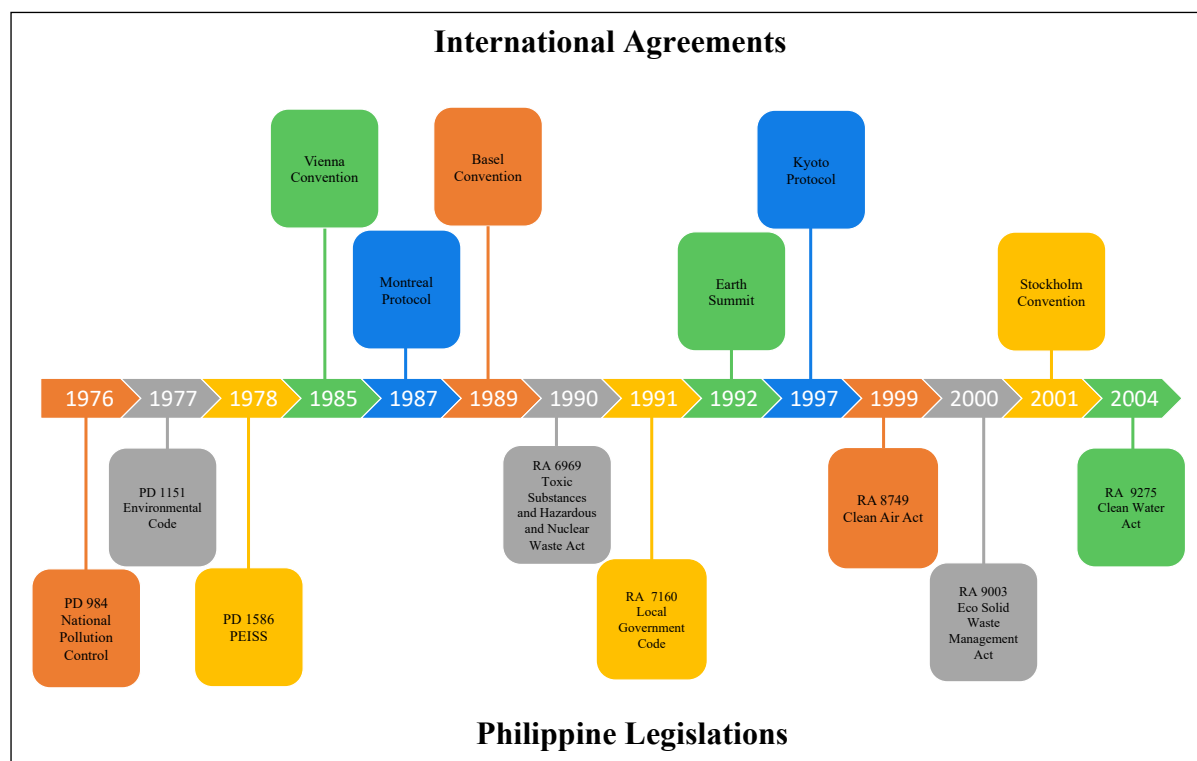 International Agreements
Vienna
Convention
Basel
Convention
Kyoto
Protocol
Montreal
Protocol
Earth
Summit
Stockholm
Convention
1976
1977
1978
1985
1987
1989
1990
1991
1992
1997
1999
2000
2001
2004
PD 1151
Environmental
Code
RA 6969
Toxic
Substances
and Hazardous
and Nuclear
Waste Act
RA 8749
Clean Air Act
RA 9275
Clean Water
Act
PD 984
National
Pollution
Control
PD 1586
PEISS
RA 7160
Local
Government
Code
RA 9003
Eco Solid
Waste
Management
Act
Philippine Legislations